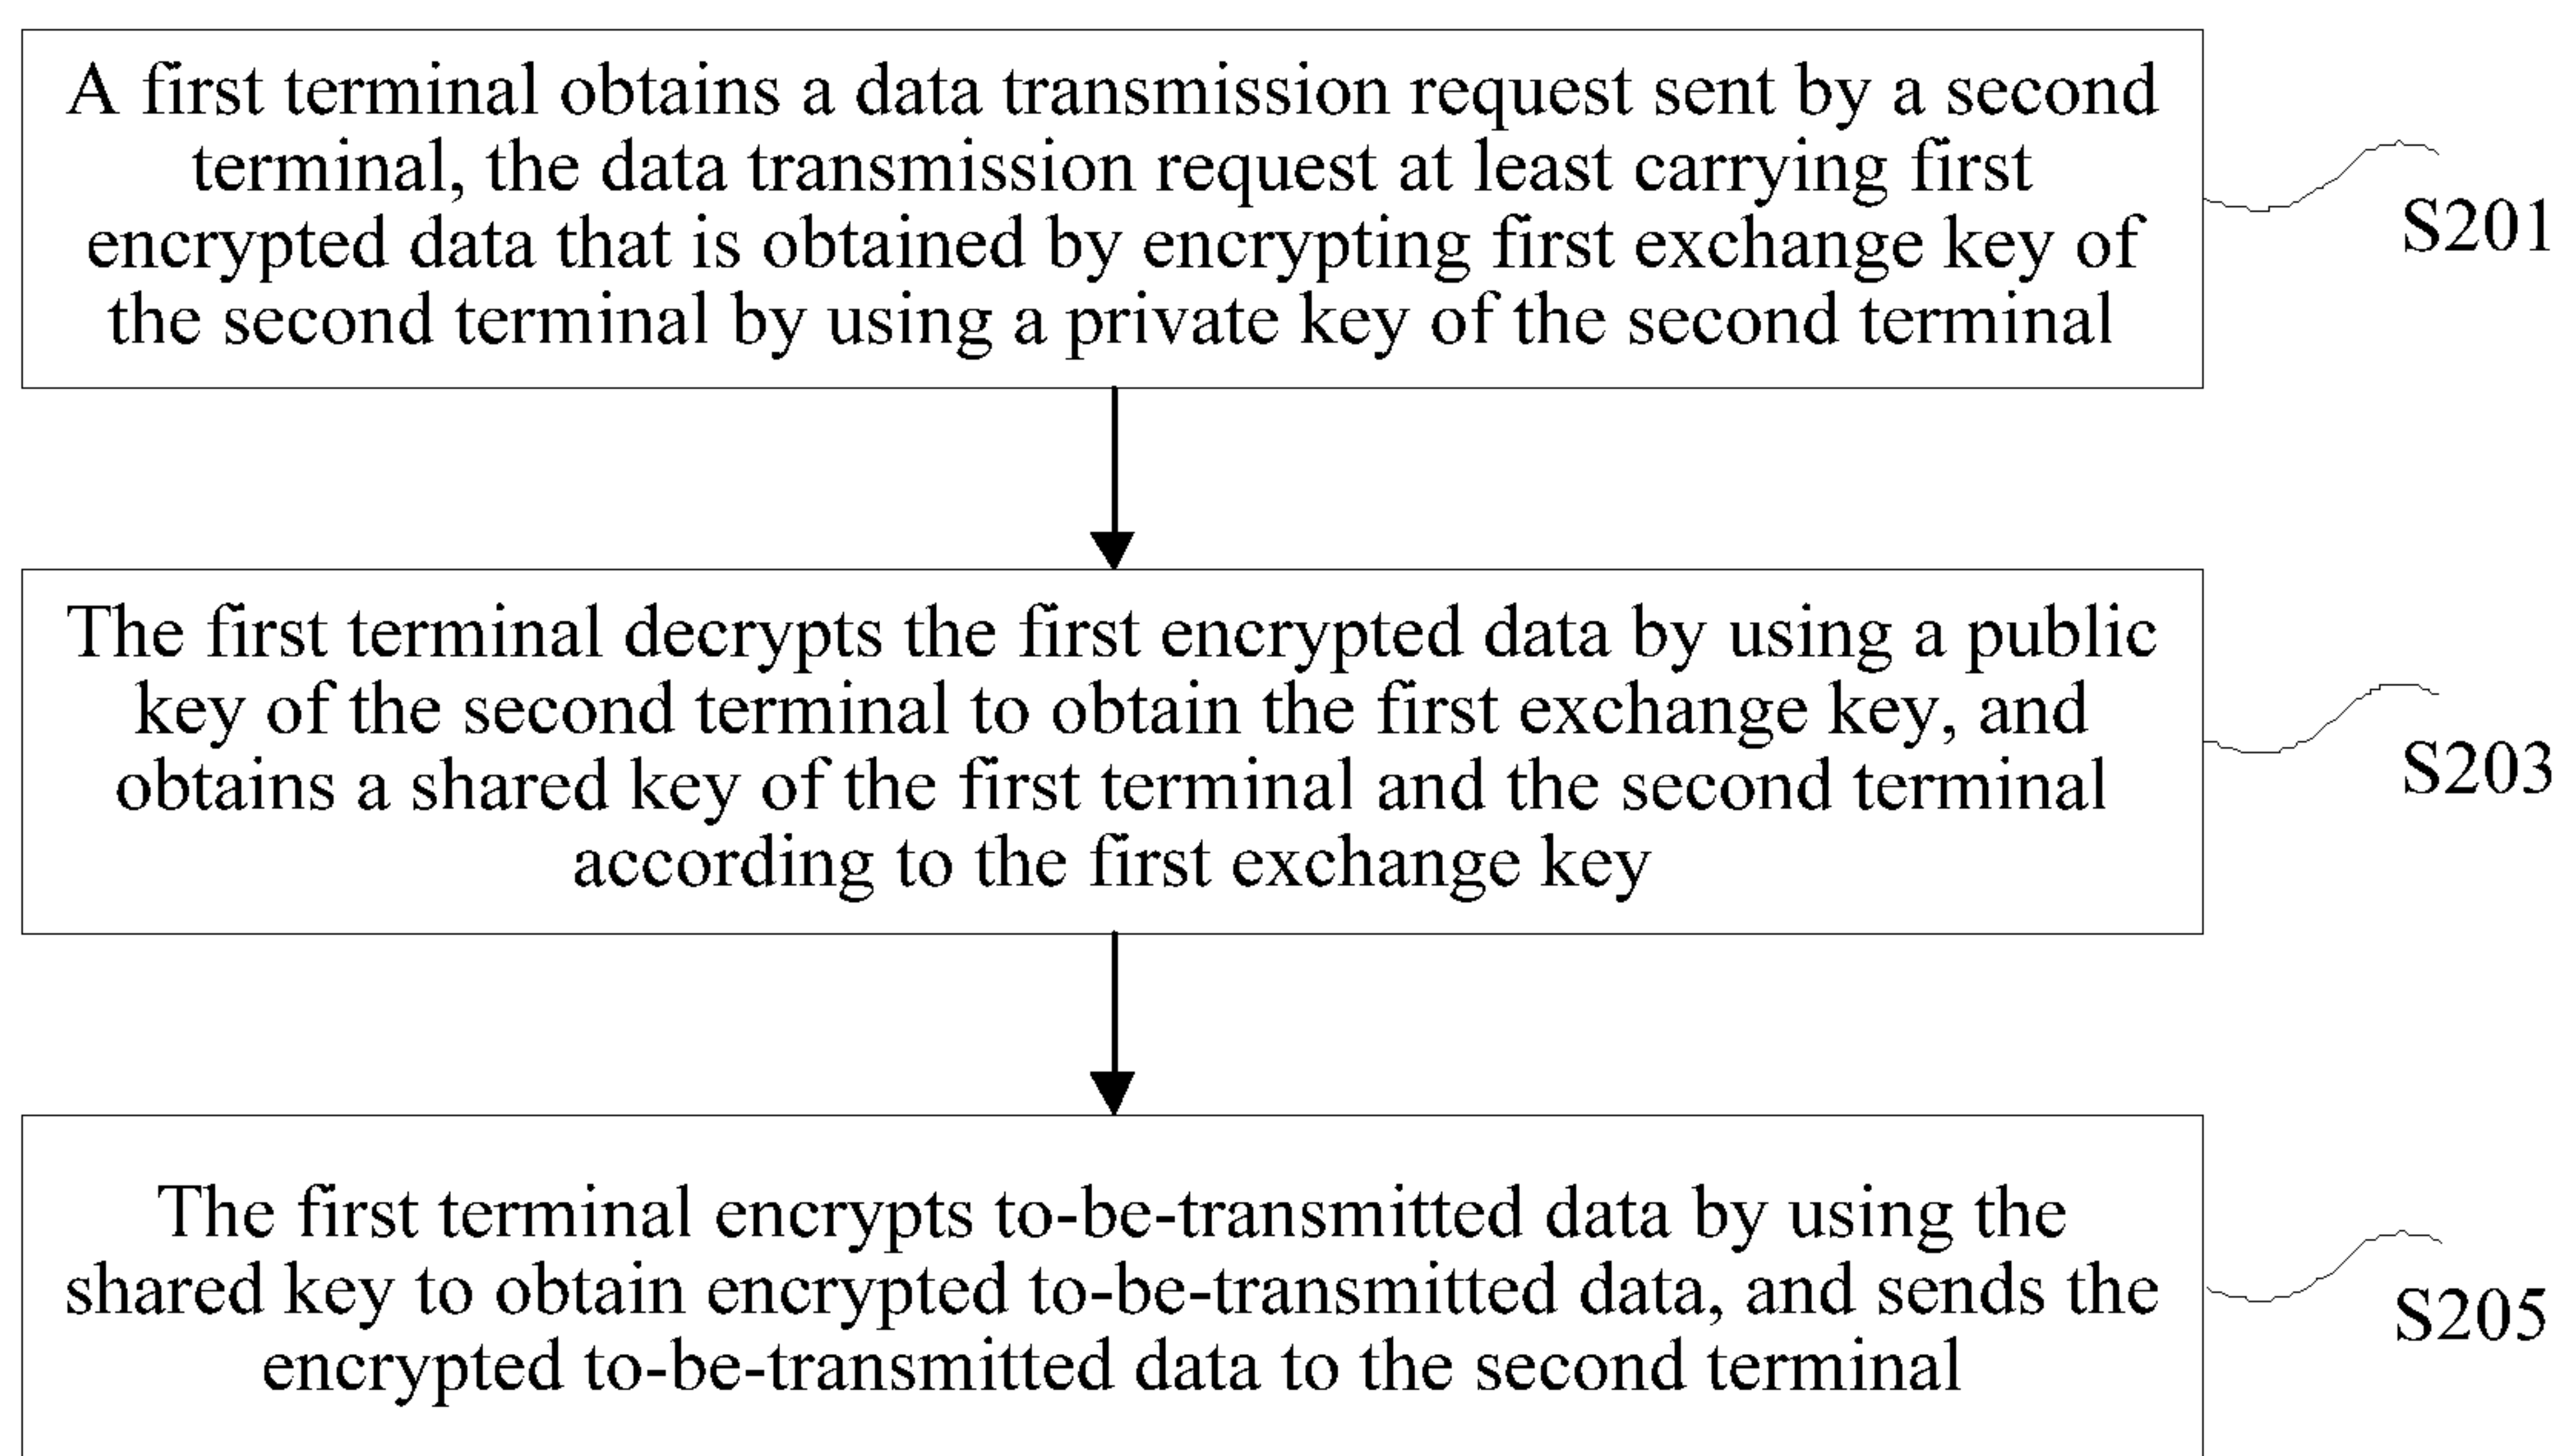 A first terminal obtains a data transmission request sent by a second
terminal, the data transmission request at least carrying first
encrypted data that is obtained by encrypting first exchange key of
the second terminal by using a private key of the second terminal
S201
The first terminal decrypts the first encrypted data by using a public
key of the second terminal to obtain the first exchange key, and
obtains a shared key of the first terminal and the second terminal
according to the first exchange key
S203
The first terminal encrypts to-be-transmitted data by using the
shared key to obtain encrypted to-be-transmitted data, and sends the
encrypted to-be-transmitted data to the second terminal
S205